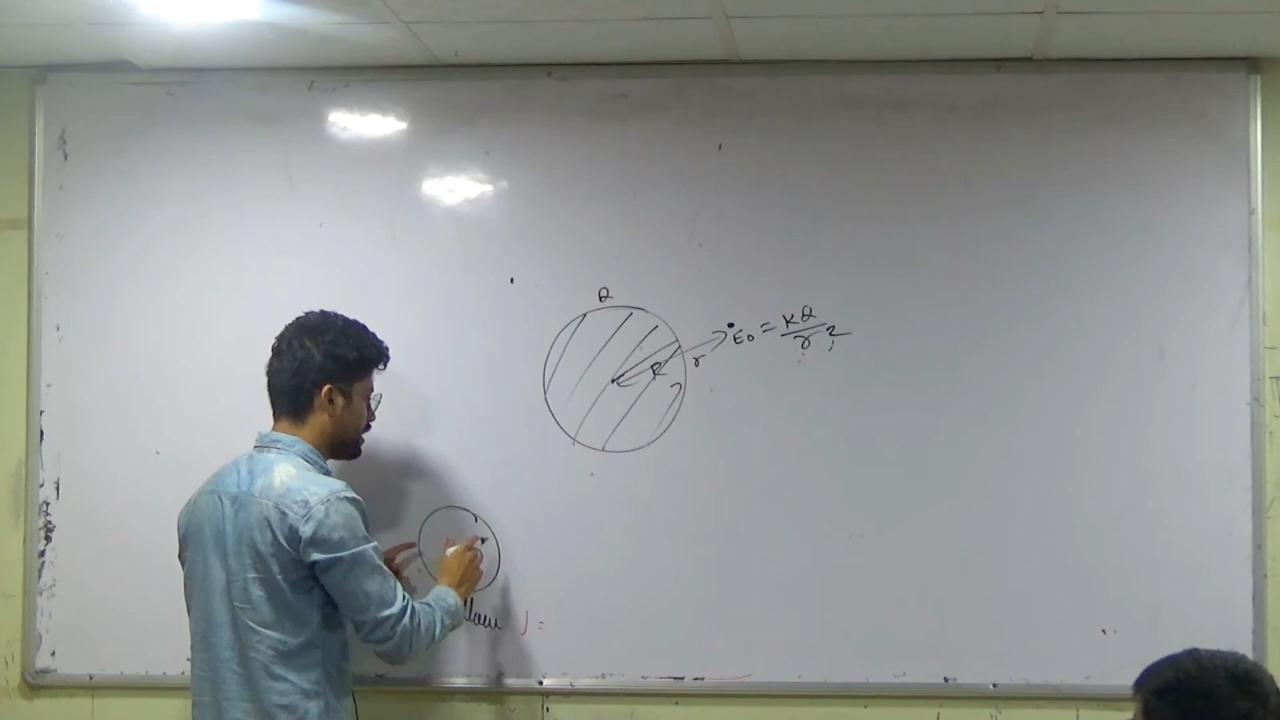 Q
R
r
E₀ = KQ/r²